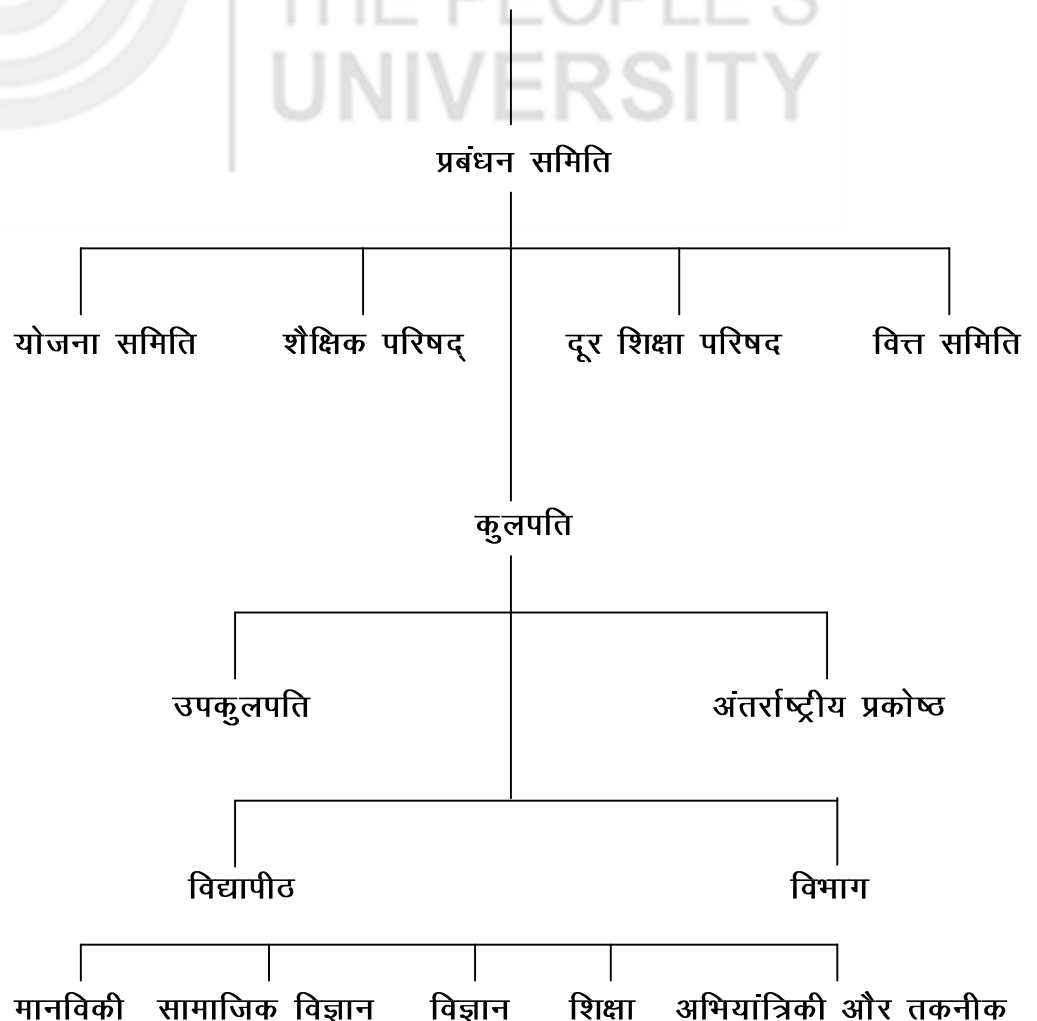 THE PEOPLE'S
UNIVERSITY
प्रबंधन समिति
योजना समिति शैक्षिक परिषद् दूर शिक्षा परिषद वित्त समिति
कुलपति
उपकुलपति अंतर्राष्ट्रीय प्रकोष्ठ
विद्यापीठ विभाग
मानविकी सामाजिक विज्ञान विज्ञान शिक्षा अभियांत्रिकी और तकनीक